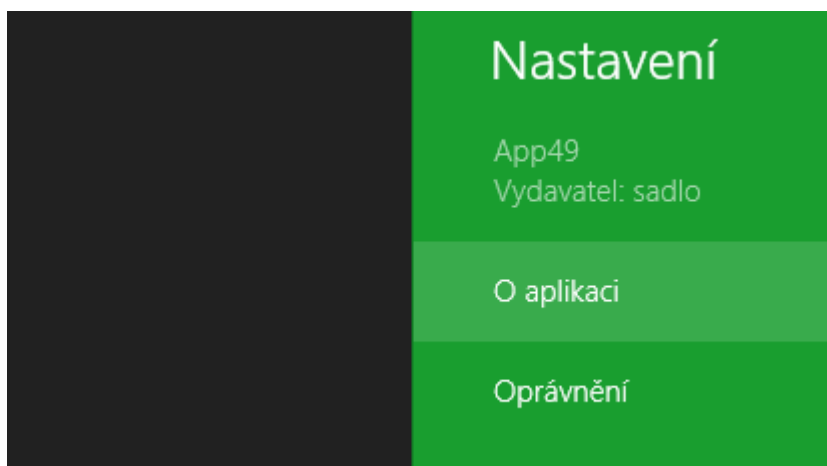 Nastavení
App49
Vydavatel: sadlo
O aplikaci
Oprávnění